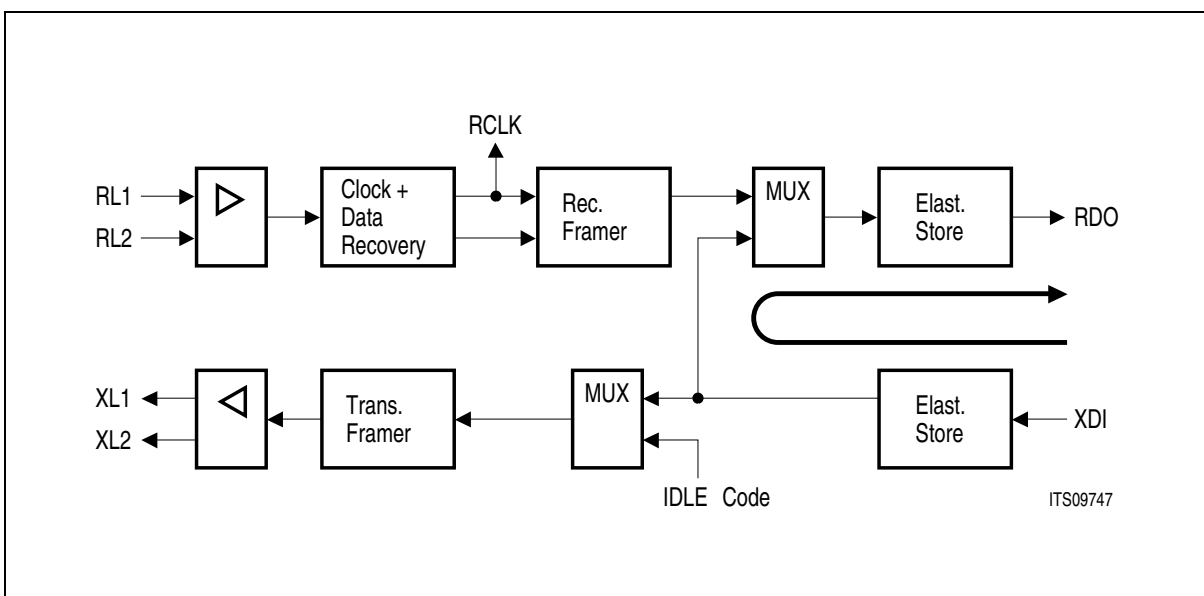 RCLK
RL1
RL2
Clock +
Data
Recovery
Rec.
Framer
MUX
Elast.
Store
RDO
XL1
XL2
Trans.
Framer
MUX
Elast.
Store
XDI
IDLE Code
ITS09747